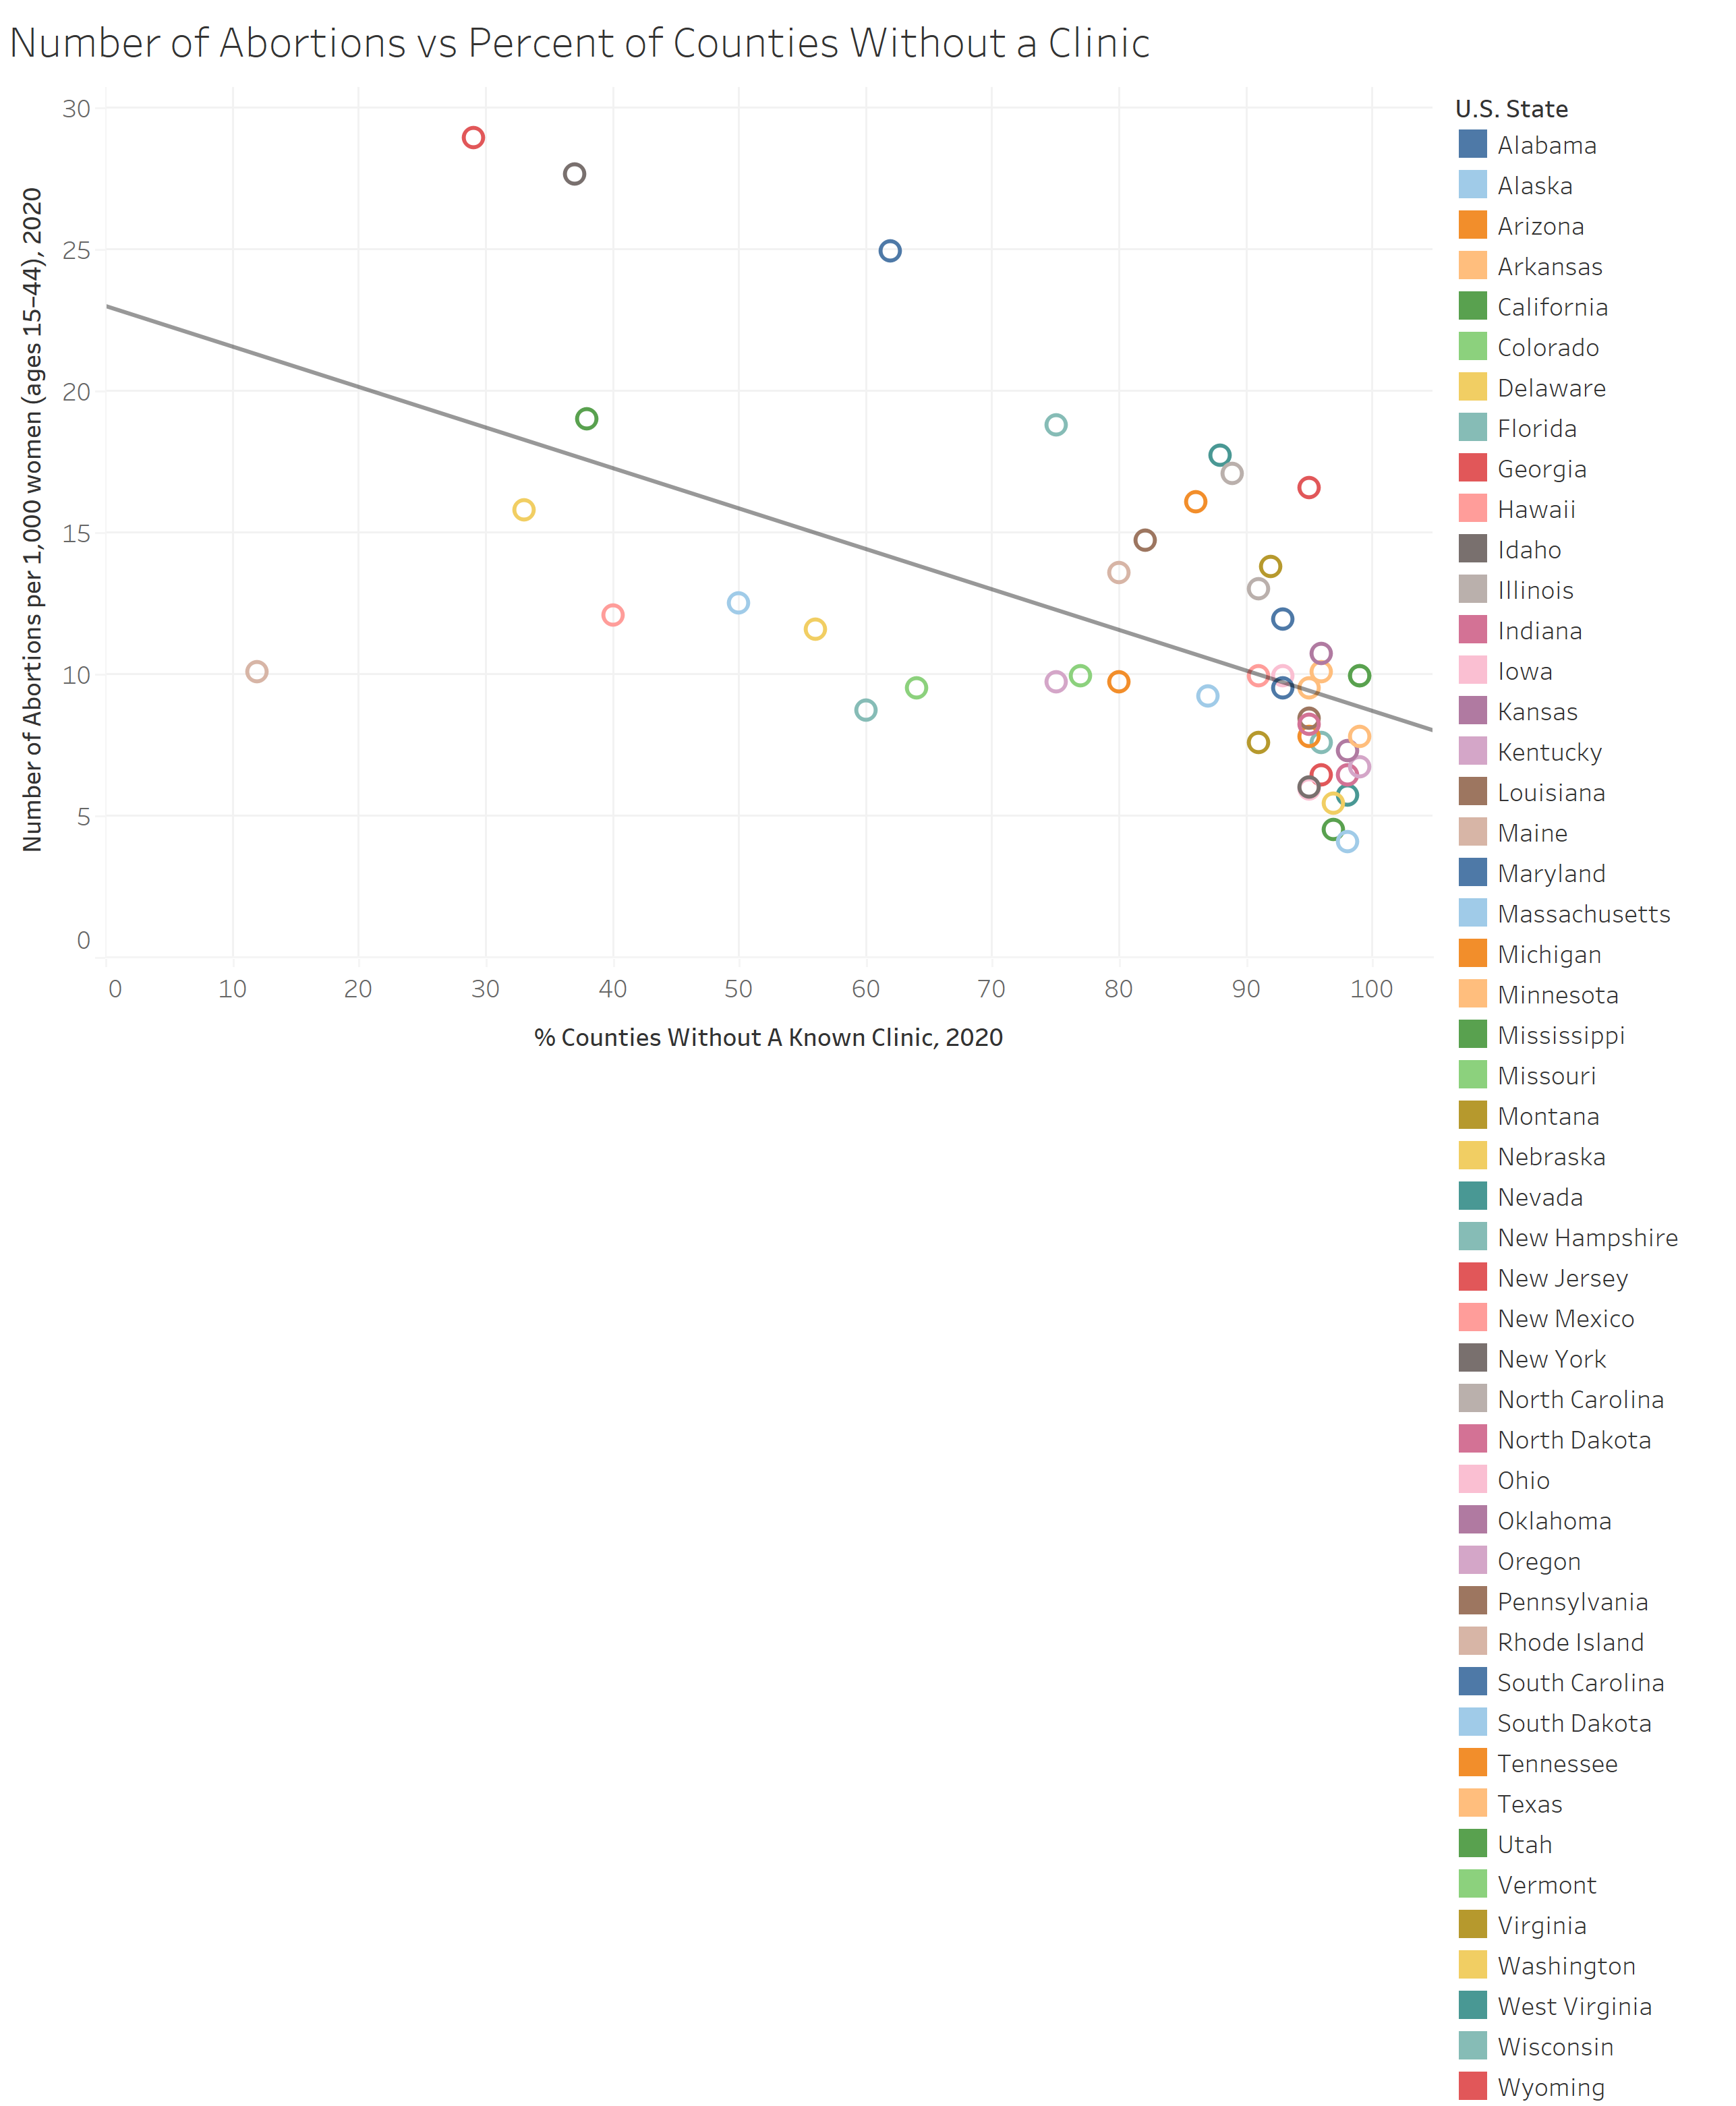 Number of Abortions vs Percent of Counties Without a Clinic
Number of Abortions per 1,000 women (ages 15–44), 2020
30
25
20
15
10
5
0
0 10 20 30 40 50 60 70 80 90 100
% Counties Without A Known Clinic, 2020
U.S. State
Alabama
Alaska
Arizona
Arkansas
California
Colorado
Delaware
Florida
Georgia
Hawaii
Idaho
Illinois
Indiana
Iowa
Kansas
Kentucky
Louisiana
Maine
Maryland
Massachusetts
Michigan
Minnesota
Mississippi
Missouri
Montana
Nebraska
Nevada
New Hampshire
New Jersey
New Mexico
New York
North Carolina
North Dakota
Ohio
Oklahoma
Oregon
Pennsylvania
Rhode Island
South Carolina
South Dakota
Tennessee
Texas
Utah
Vermont
Virginia
Washington
West Virginia
Wisconsin
Wyoming